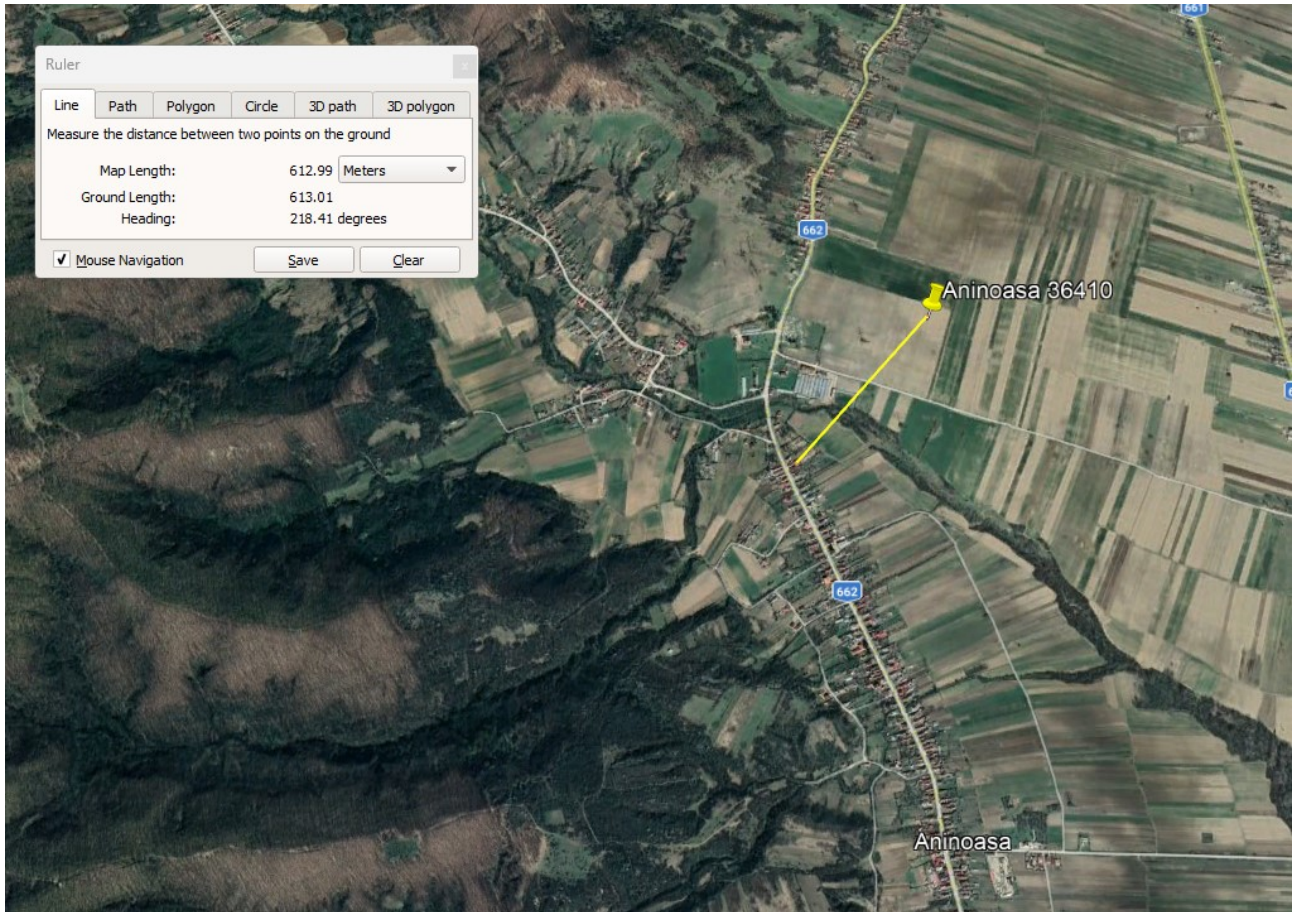 661
Ruler
Line Path Polygon Circle 3D path 3D polygon
Measure the distance between two points on the ground
Map Length: 612.99 Meters
Ground Length: 613.01
Heading: 218.41 degrees
Mouse Navigation Save Clear
662
Aninoasa 36410
662
Aninoasa